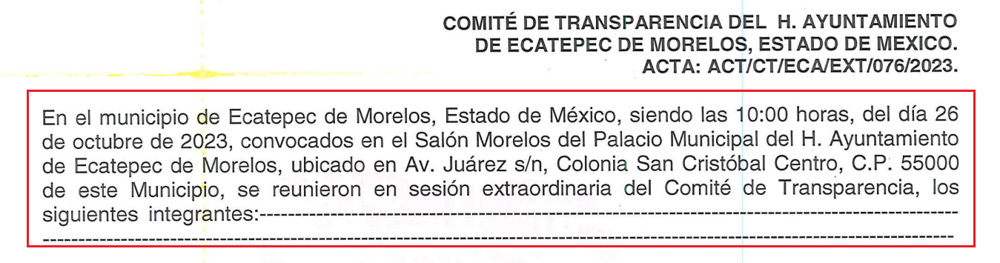 COMITÉ DE TRANSPARENCIA DEL H. AYUNTAMIENTO
DE ECATEPEC DE MORELOS, ESTADO DE MEXICO.
ACTA: ACT/CT/ECA/EXT/076/2023.
En el municipio de Ecatepec de Morelos, Estado de México, siendo las 10:00 horas, del día 26
de octubre de 2023, convocados en el Salón Morelos del Palacio Municipal del H. Ayuntamiento
de Ecatepec de Morelos, ubicado en Av. Juárez s/n, Colonia San Cristóbal Centro, C.P. 55000
de este Municipio, se reunieron en sesión extraordinaria del Comité de Transparencia, los
siguientes integrantes:-----------------------------------------------------------------------------------------------
-----------------------------------------------------------------------------------------------------------------------------